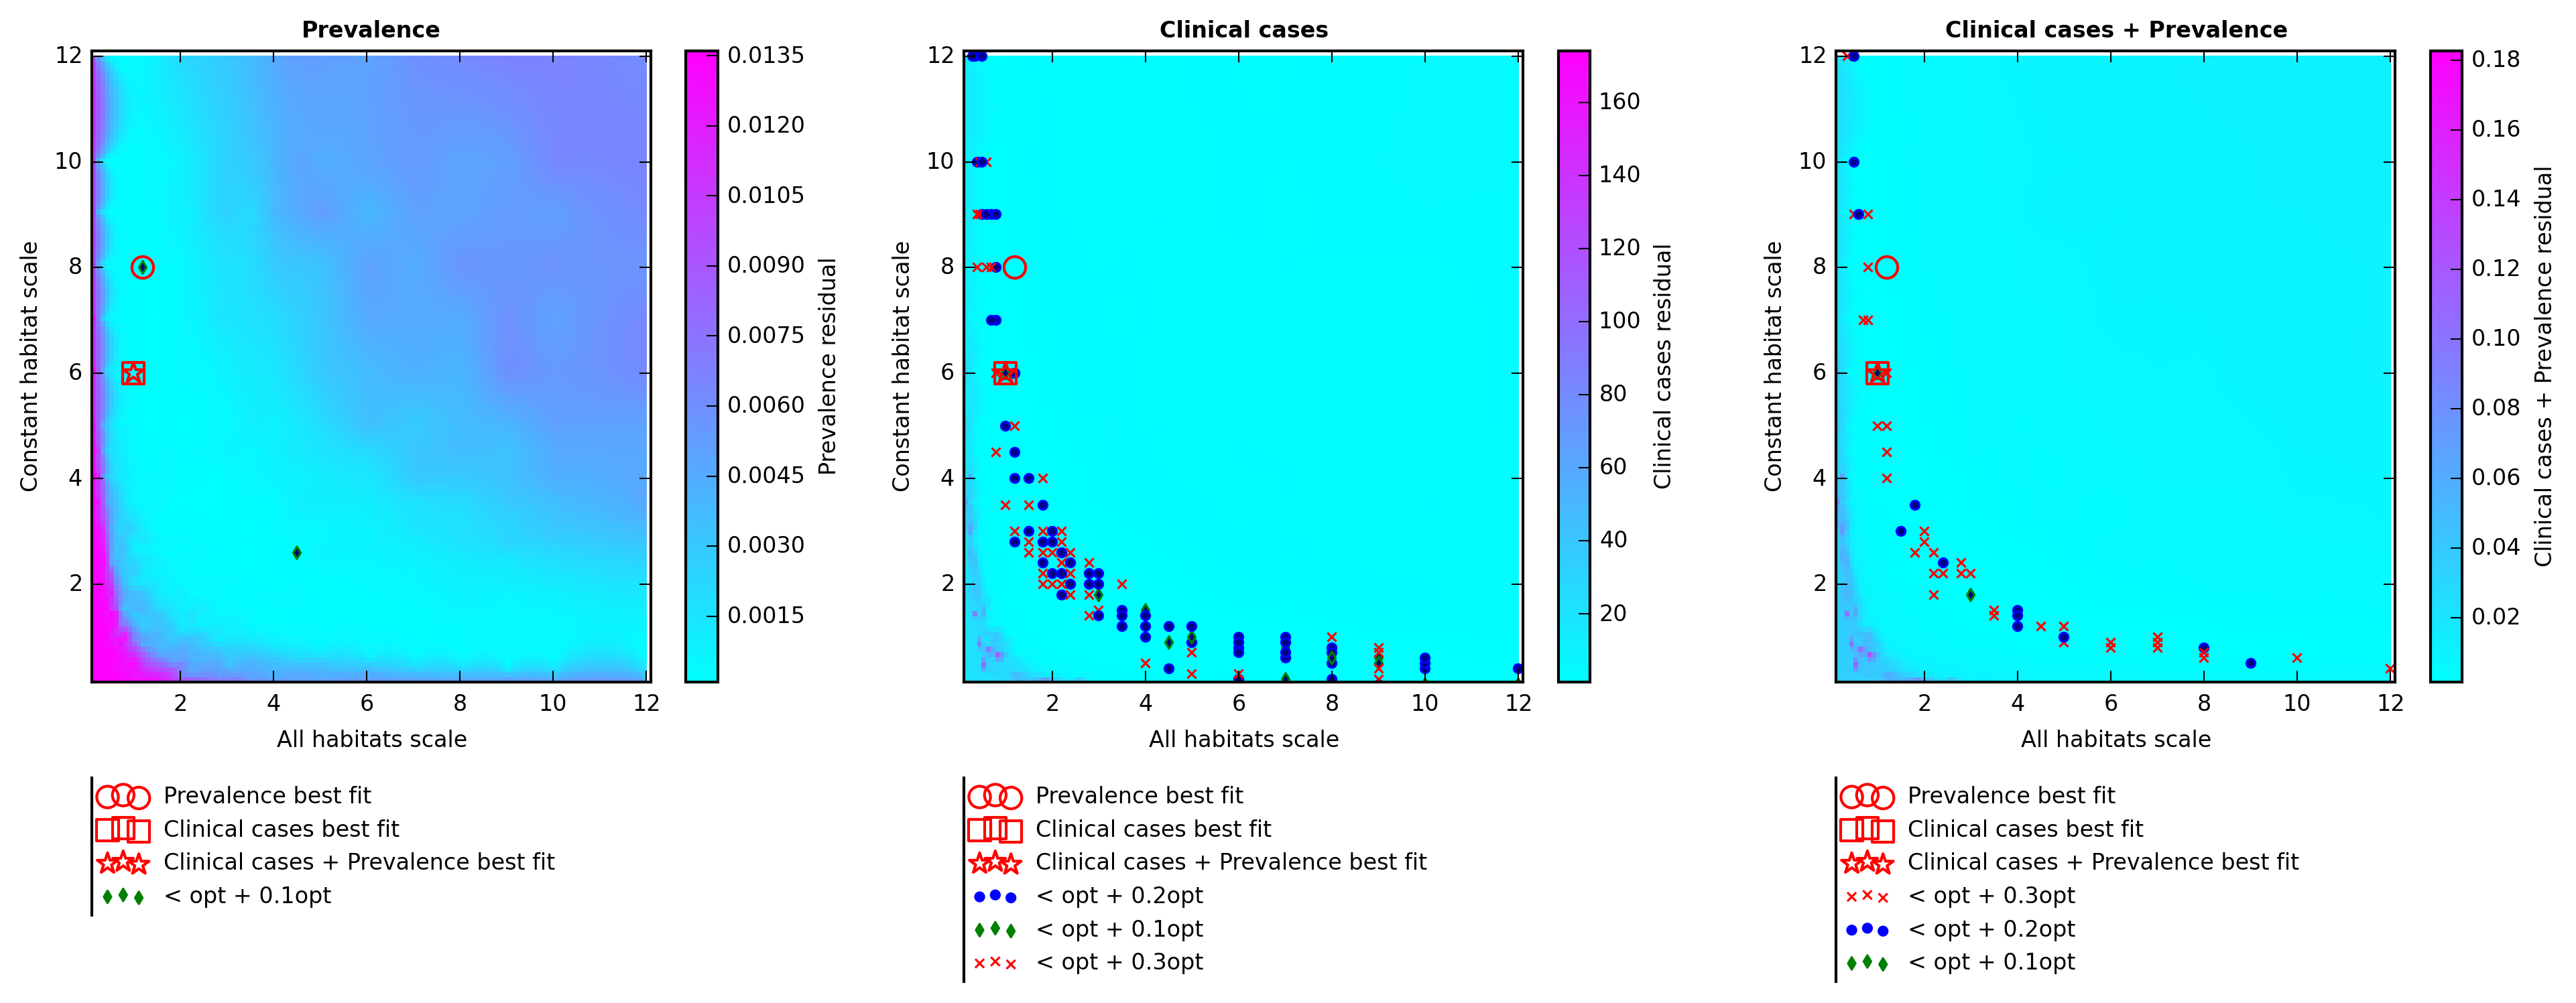 Prevalence
Constant habitat scale
12
10
8
6
4
2
2 4 6 8 10 12
All habitats scale
0.0135
0.0120
0.0105
0.0090
0.0075
0.0060
0.0045
0.0030
0.0015
Prevalence residual
Prevalence best fit
Clinical cases best fit
Clinical cases + Prevalence best fit
< opt + 0.1opt
Clinical cases
Constant habitat scale
12
10
8
6
4
2
2 4 6 8 10 12
All habitats scale
160
140
120
100
80
60
40
20
Clinical cases residual
Prevalence best fit
Clinical cases best fit
Clinical cases + Prevalence best fit
< opt + 0.2opt
< opt + 0.1opt
< opt + 0.3opt
Clinical cases + Prevalence
Constant habitat scale
12
10
8
6
4
2
2 4 6 8 10 12
All habitats scale
0.18
0.16
0.14
0.12
0.10
0.08
0.06
0.04
0.02
Clinical cases + Prevalence residual
Prevalence best fit
Clinical cases best fit
Clinical cases + Prevalence best fit
< opt + 0.3opt
< opt + 0.2opt
< opt + 0.1opt